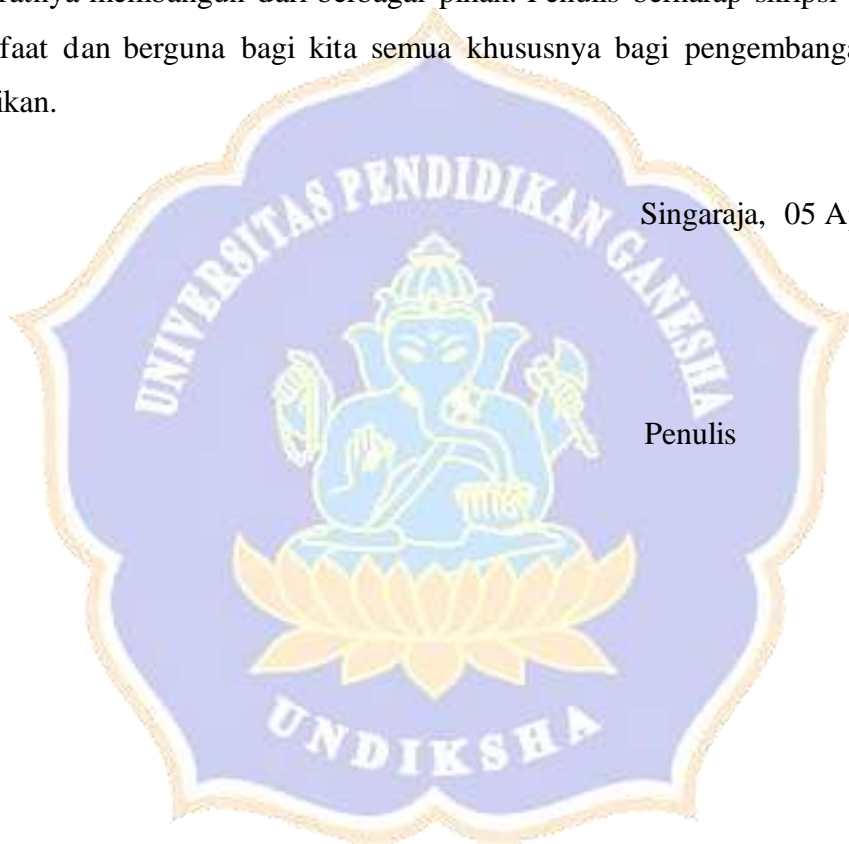 ratnya membangun dari berbagai pihak. Penulis berharap skripsi
faat dan berguna bagi kita semua khususnya bagi pengembanga
ikan.
UNIVERSITAS PENDIDIKAN GANESHA
Singaraja, 05 A
Penulis
UNDIKSHA